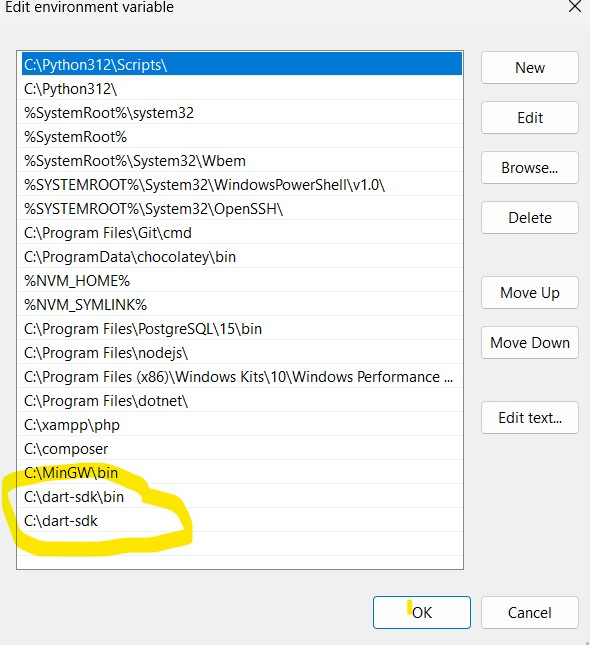 Edit environment variable
C:\Python312\Scripts\
C:\Python312\
%SystemRoot%\system32
%SystemRoot%
%SystemRoot%\System32\Wbem
%SYSTEMROOT%\System32\WindowsPowerShell\v1.0\
%SYSTEMROOT%\System32\OpenSSH\
C:\Program Files\Git\cmd
C:\ProgramData\chocolatey\bin
%NVM_HOME%
%NVM_SYMLINK%
C:\Program Files\PostgreSQL\15\bin
C:\Program Files\nodejs\
C:\Program Files (x86)\Windows Kits\10\Windows Performance ...
C:\Program Files\dotnet\
C:\xampp\php
C:\composer
C:\MinGW\bin
C:\dart-sdk\bin
C:\dart-sdk
New
Edit
Browse...
Delete
Move Up
Move Down
Edit text...
OK
Cancel